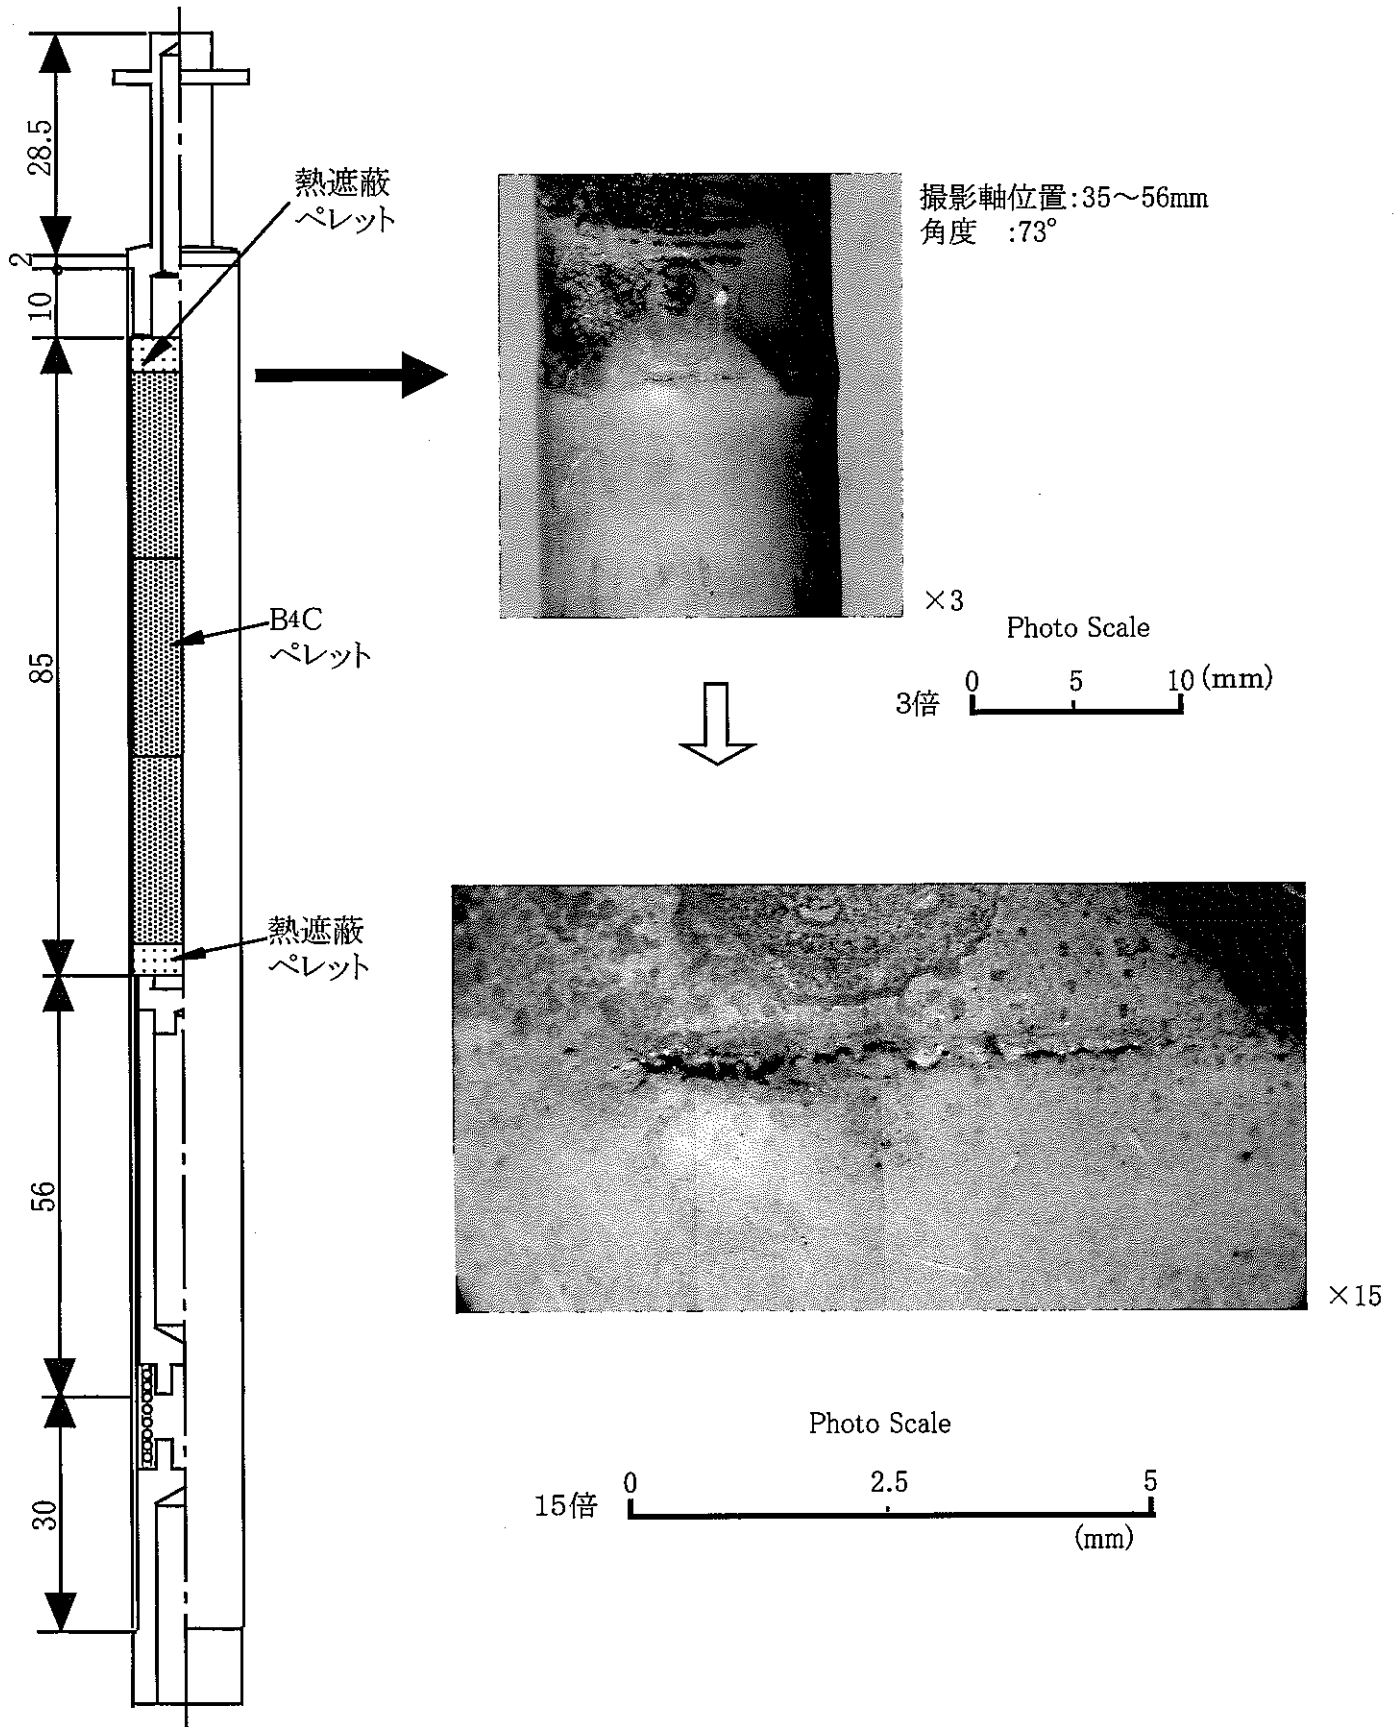 28.5
2
10
85
56
30
熱遮蔽
ペレット
B4C
ペレット
熱遮蔽
ペレット
撮影軸位置:35～56mm
角度 :73°
×3
Photo Scale
3倍
0 5 10 (mm)
×15
Photo Scale
15倍
0 2.5 5
(mm)